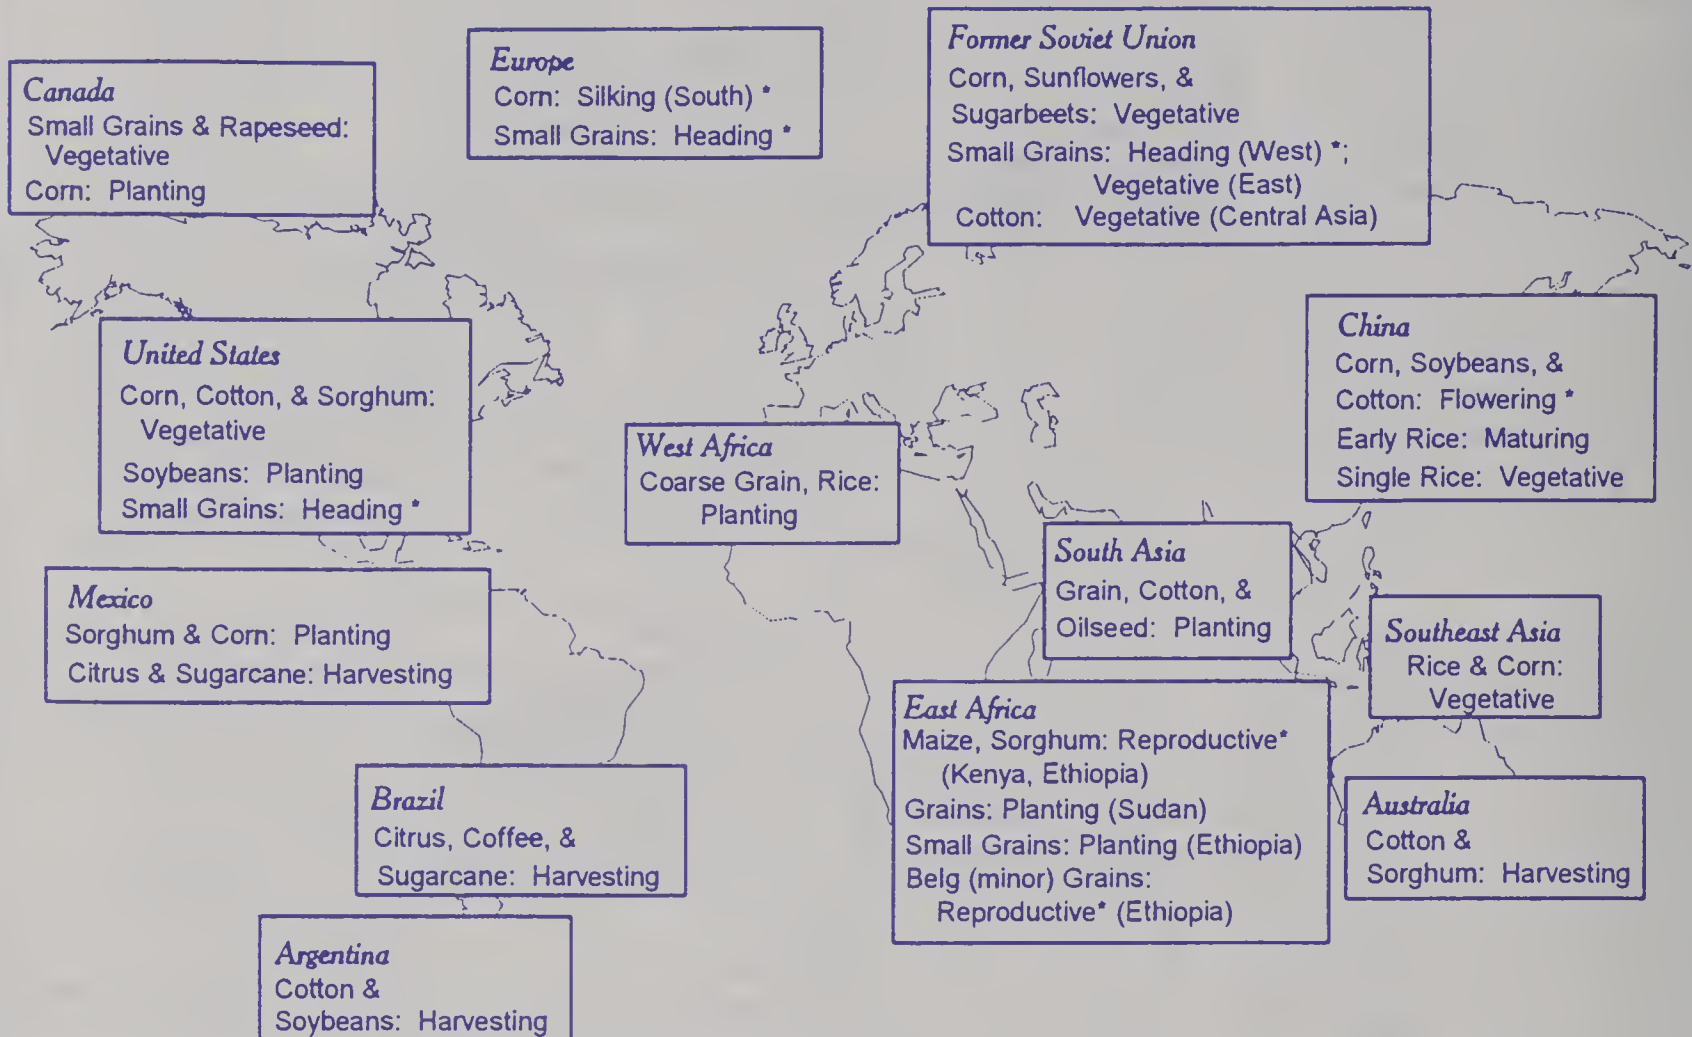 Canada
Small Grains & Rapeseed:
Vegetative
Corn: Planting
Europe
Corn: Silking (South) *
Small Grains: Heading *
Former Soviet Union
Corn, Sunflowers, &
Sugarbeets: Vegetative
Small Grains: Heading (West) *;
Vegetative (East)
Cotton: Vegetative (Central Asia)
United States
Corn, Cotton, & Sorghum:
Vegetative
Soybeans: Planting
Small Grains: Heading *
West Africa
Coarse Grain, Rice:
Planting
China
Corn, Soybeans, &
Cotton: Flowering *
Early Rice: Maturing
Single Rice: Vegetative
South Asia
Grain, Cotton, &
Oilseed: Planting
Mexico
Sorghum & Corn: Planting
Citrus & Sugarcane: Harvesting
Southeast Asia
Rice & Corn:
Vegetative
East Africa
Maize, Sorghum: Reproductive*
(Kenya, Ethiopia)
Grains: Planting (Sudan)
Small Grains: Planting (Ethiopia)
Belg (minor) Grains:
Reproductive* (Ethiopia)
Brazil
Citrus, Coffee, &
Sugarcane: Harvesting
Australia
Cotton &
Sorghum: Harvesting
Argentina
Cotton &
Soybeans: Harvesting